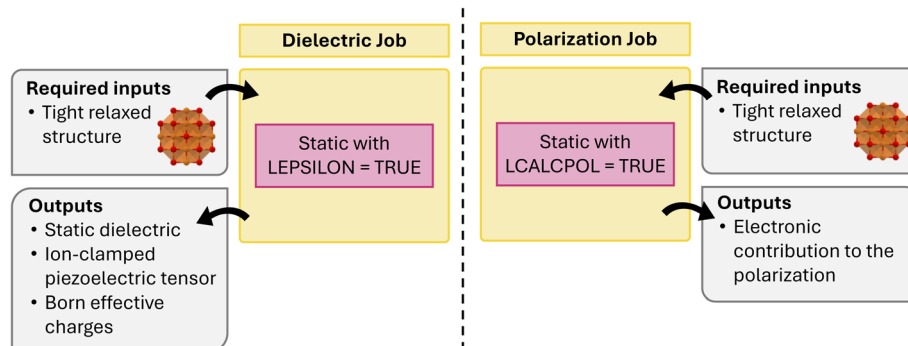 Dielectric Job
Required inputs
• Tight relaxed
structure
Static with
LEPSILON = TRUE
Outputs
• Static dielectric
• Ion-clamped
piezoelectric tensor
• Born effective
charges
Polarization Job
Required inputs
• Tight relaxed
structure
Static with
LCALCPOL = TRUE
Outputs
• Electronic
contribution to the
polarization